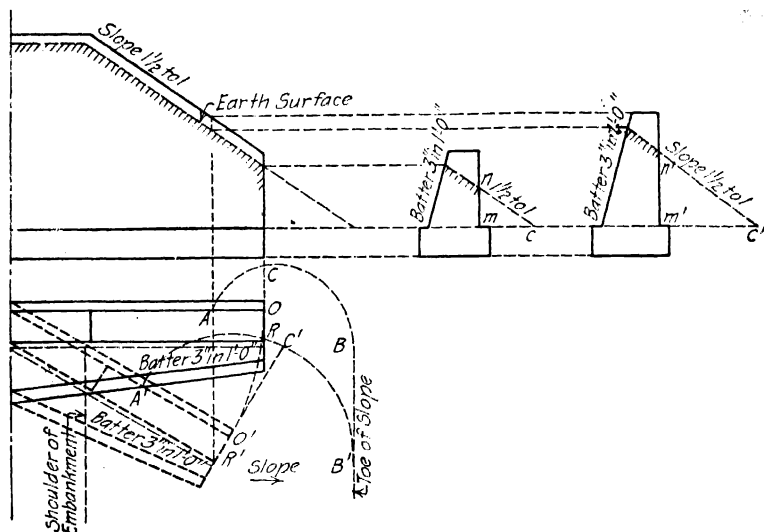 Slope 1½ to 1
Earth Surface
Batter 3" in 1'-0"
n 1½ to 1
m
C
Batter 3" in 1'-0"
Slope 1½ to 1
n'
m'
C'
C
A
O
R
C'
B
Batter 3" in 1'-0"
A'
Batter 3" in 1'-0"
O'
R'
Slope
B'
Toe of Slope
Shoulder of
Embankment